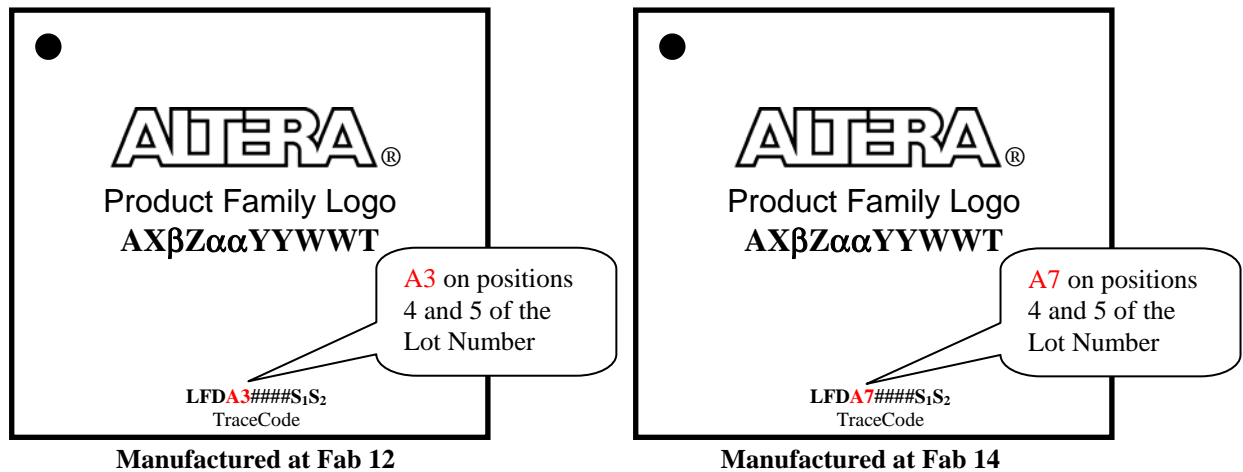 ALTERA®
Product Family Logo
AXβZααYYWWT
A3 on positions
4 and 5 of the
Lot Number
LFDA3####S₁S₂
TraceCode
Manufactured at Fab 12
ALTERA®
Product Family Logo
AXβZααYYWWT
A7 on positions
4 and 5 of the
Lot Number
LFDA7####S₁S₂
TraceCode
Manufactured at Fab 14